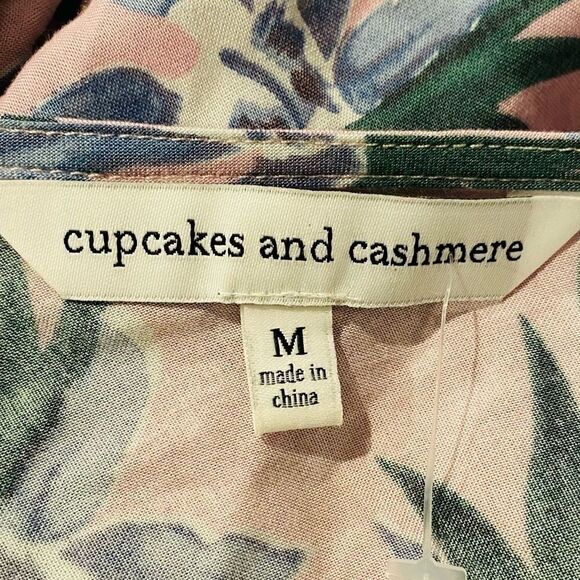 cupcakes and cashmere
M
made in
china